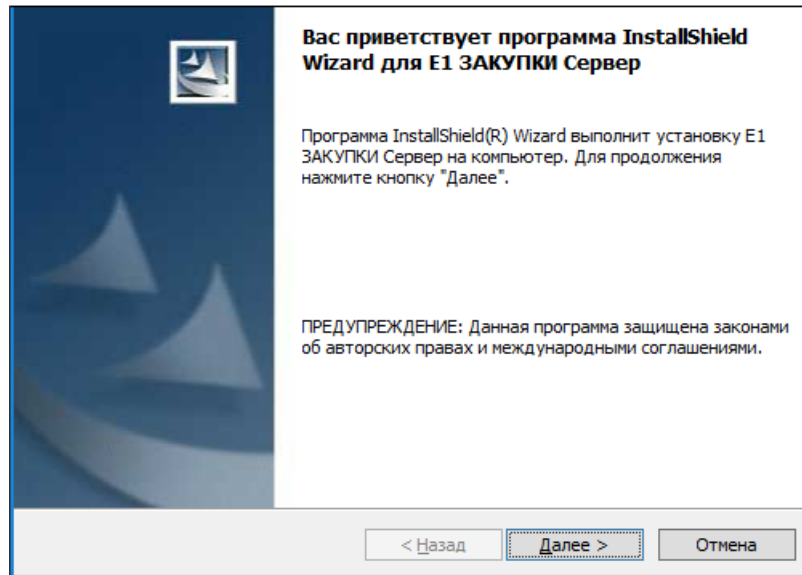 Вас приветствует программа InstallShield
Wizard для E1 ЗАКУПКИ Сервер
Программа InstallShield(R) Wizard выполнит установку E1
ЗАКУПКИ Сервер на компьютер. Для продолжения
нажмите кнопку "Далее".
ПРЕДУПРЕЖДЕНИЕ: Данная программа защищена законами
об авторских правах и международными соглашениями.
< Назад
Далее >
Отмена